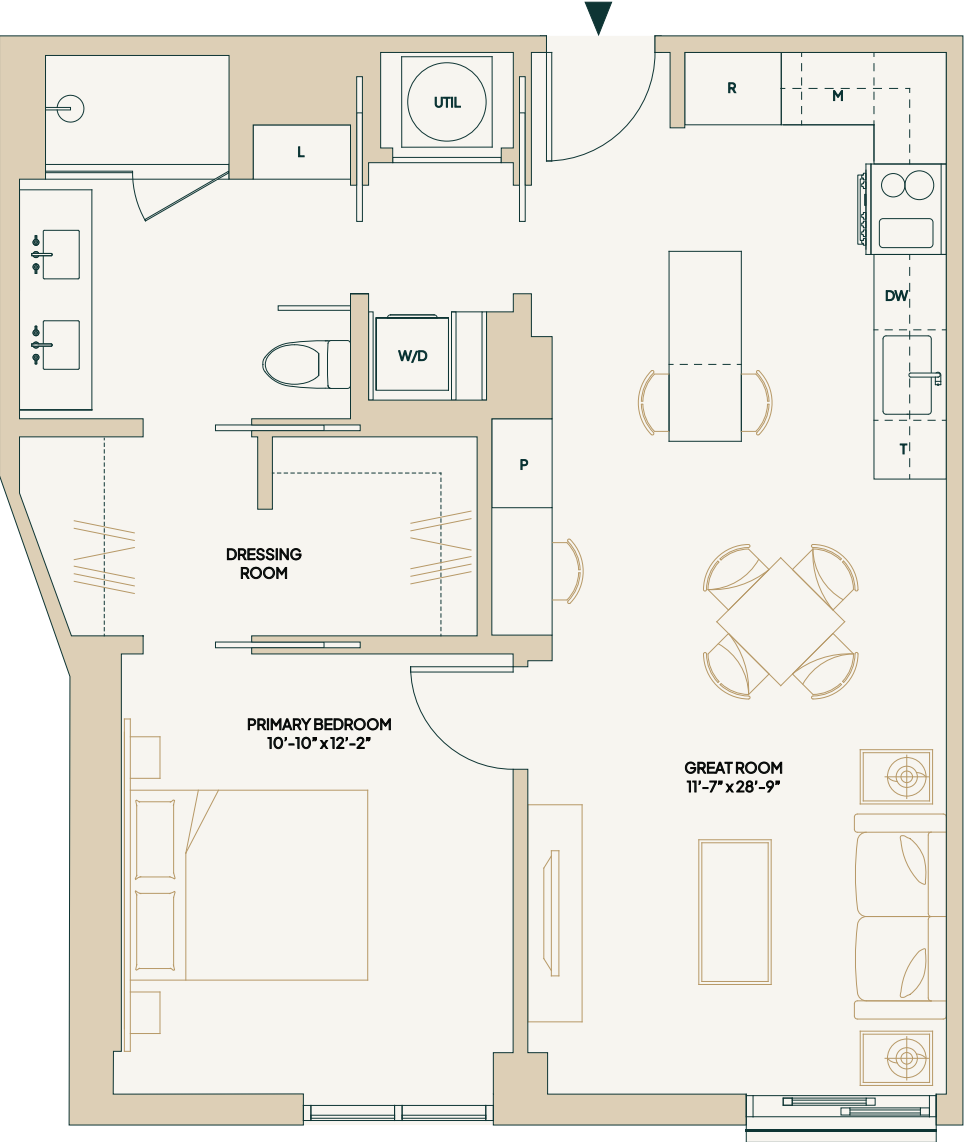 UTIL
R
M
L
DW
W/D
T
P
DRESSING
ROOM
PRIMARY BEDROOM
10'-10" x 12'-2"
GREAT ROOM
11'-7" x 28'-9"